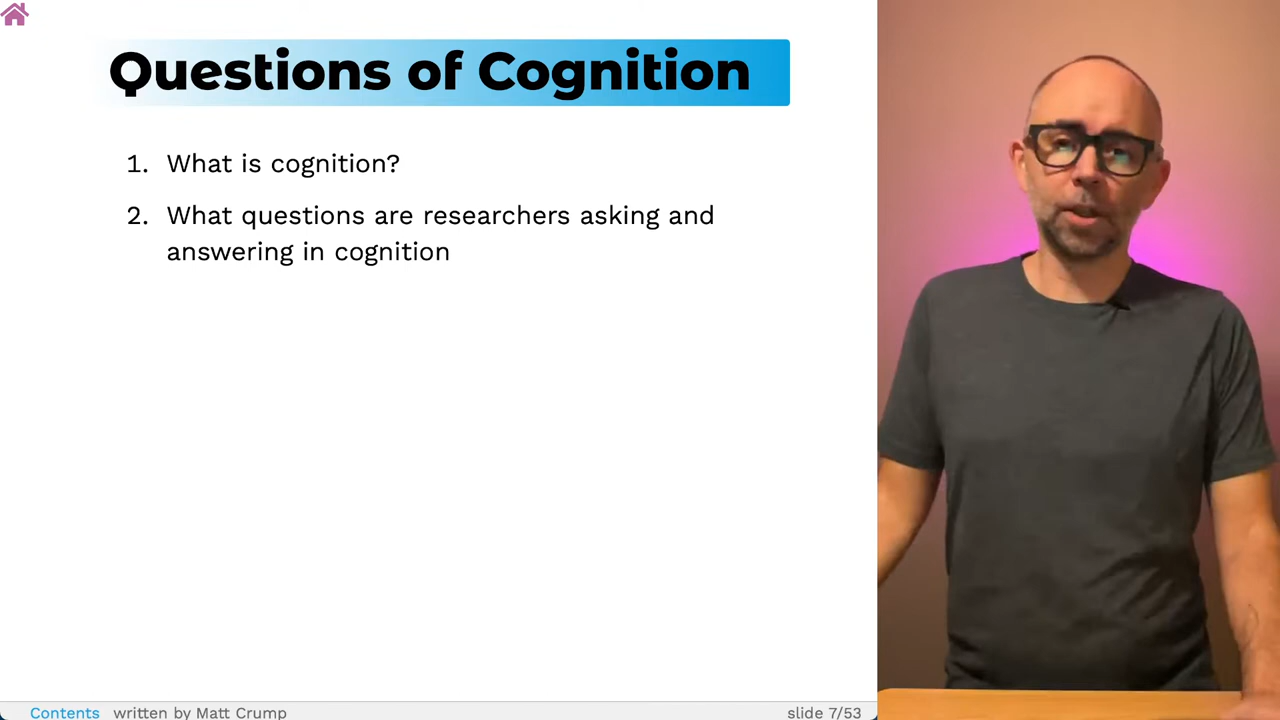 Questions of Cognition
1. What is cognition?
2. What questions are researchers asking and
answering in cognition
Contents written by Matt Crump
slide 7/53